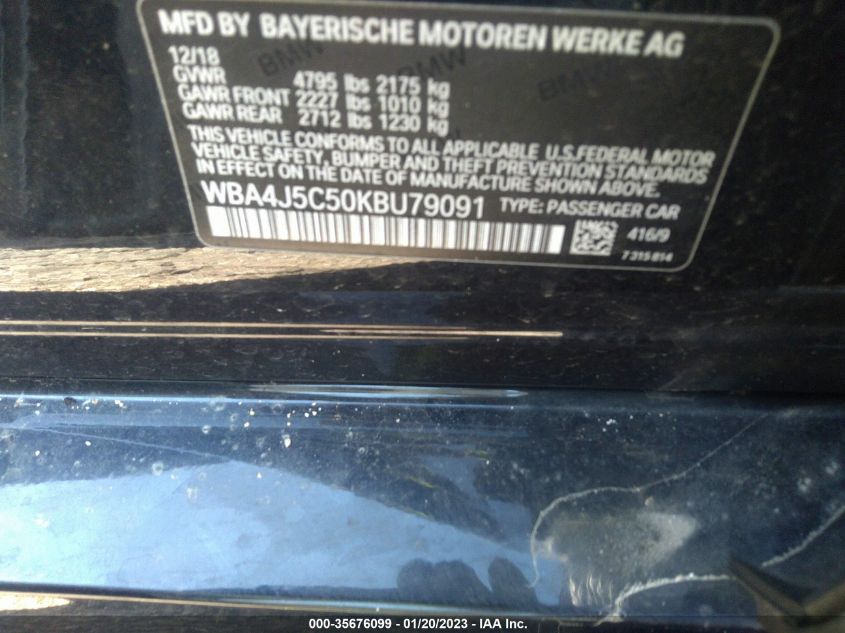 MFD BY BAYERISCHE MOTOREN WERKE AG
12/18
GVWR 4795 lbs 2175 kg
GAWR FRONT 2227 lbs 1010 kg
GAWR REAR 2712 lbs 1230 kg
THIS VEHICLE CONFORMS TO ALL APPLICABLE U.S.FEDERAL MOTOR
VEHICLE SAFETY, BUMPER AND THEFT PREVENTION STANDARDS
IN EFFECT ON THE DATE OF MANUFACTURE SHOWN ABOVE.
WBA4J5C50KBU79091 TYPE: PASSENGER CAR
416/9
7 315 814
000-35676099 - 01/20/2023 - IAA Inc.